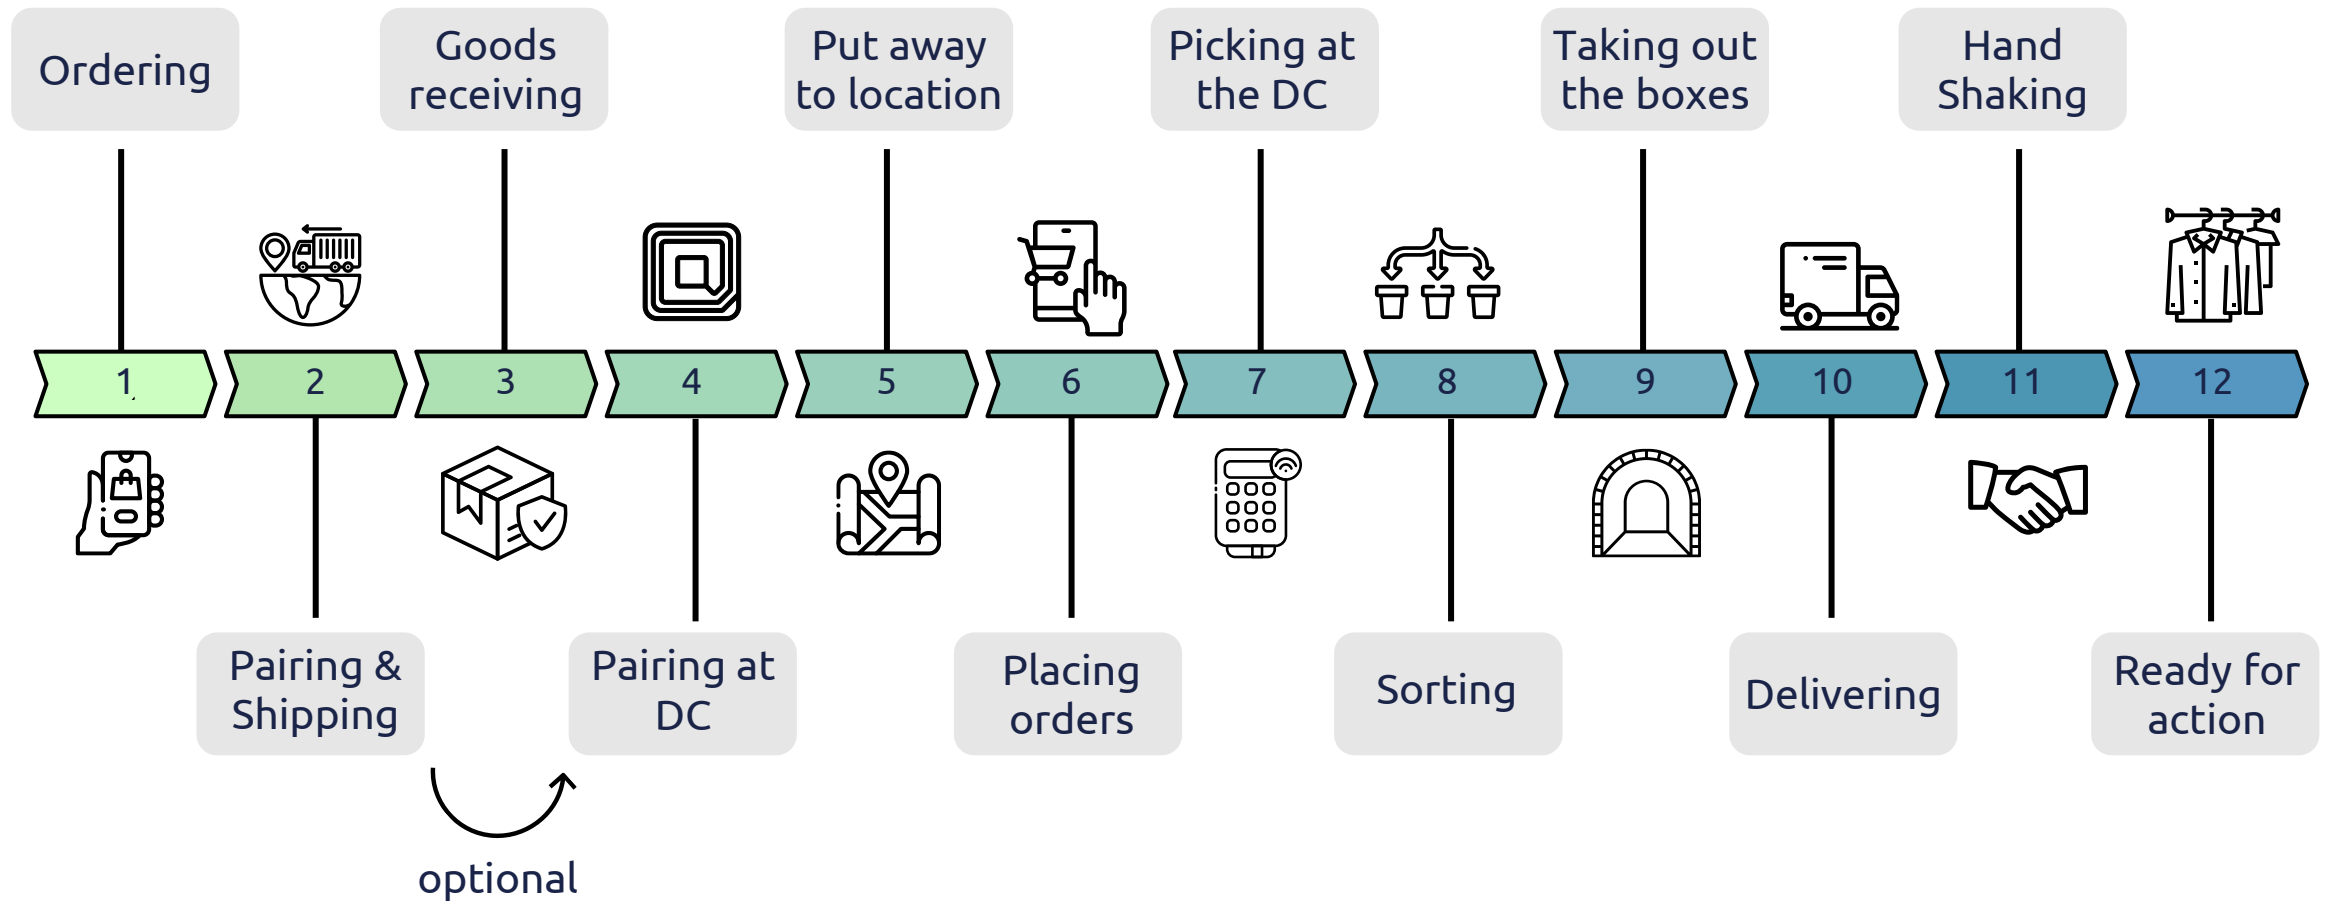 Ordering
Goods
receiving
Put away
to location
Picking at
the DC
Taking out
the boxes
Hand
Shaking
1
2
3
4
5
6
7
8
9
10
11
12
Pairing &
Shipping
Pairing at
DC
Placing
orders
Sorting
Delivering
Ready for
action
optional